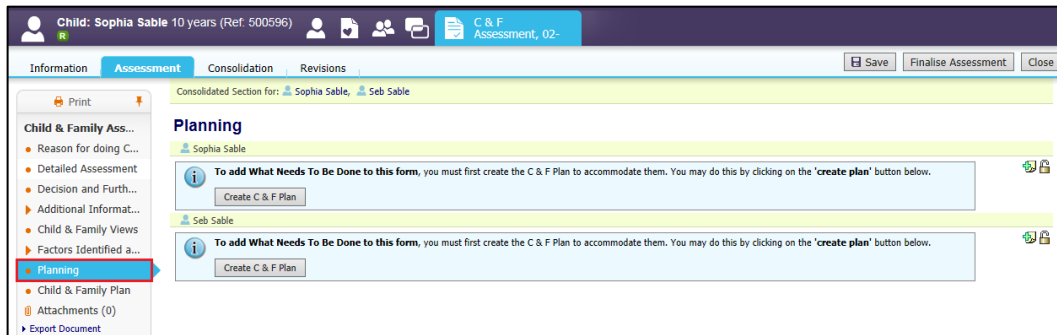 Child: Sophia Sable 10 years (Ref: 500596)
R
C & F
Assessment, 02-
Information
Assessment
Consolidation
Revisions
Save
Finalise Assessment
Close
Print
Consolidated Section for: Sophia Sable, Seb Sable
Child & Family Ass...
Reason for doing C...
Detailed Assessment
Decision and Furth...
Additional Informat...
Child & Family Views
Factors Identified a...
Planning
Child & Family Plan
Attachments (0)
Export Document
Planning
Sophia Sable
To add What Needs To Be Done to this form, you must first create the C & F Plan to accommodate them. You may do this by clicking on the 'create plan' button below.
Create C & F Plan
Seb Sable
To add What Needs To Be Done to this form, you must first create the C & F Plan to accommodate them. You may do this by clicking on the 'create plan' button below.
Create C & F Plan